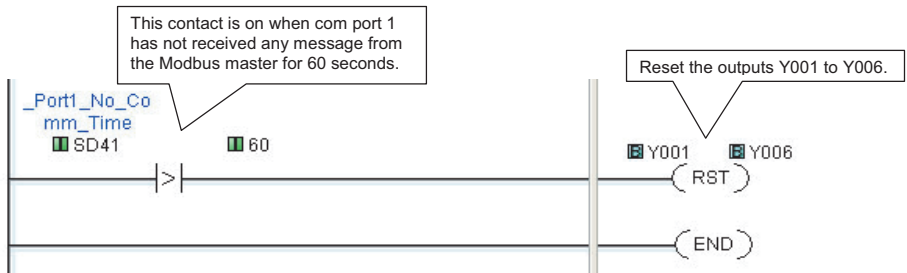 This contact is on when com port 1
has not received any message from
the Modbus master for 60 seconds.
Reset the outputs Y001 to Y006.
_Port1_No_Co
mm_Time
SD41
60
Y001
Y006
>
RST
END